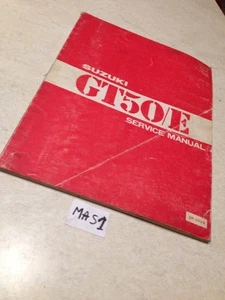 SUZUKI
GT50/E
SERVICE MANUAL
MAS1